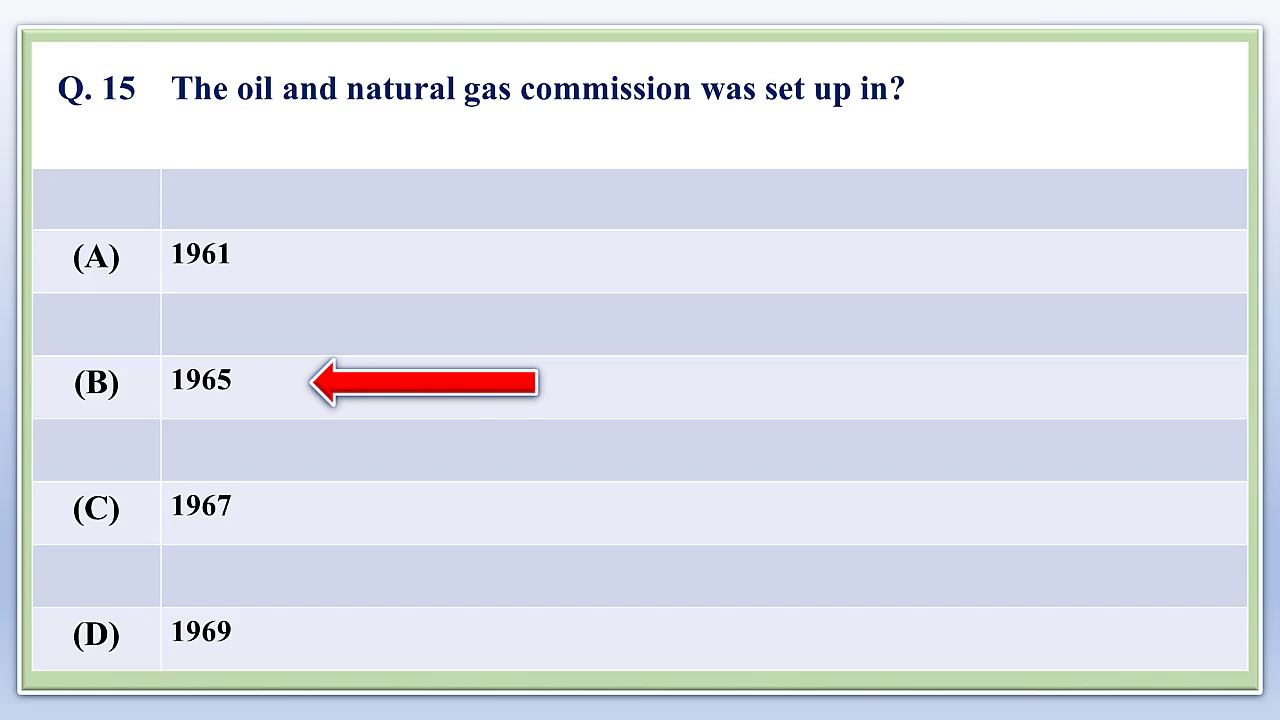 Q. 15 The oil and natural gas commission was set up in?
(A) 1961
(B) 1965
(C) 1967
(D) 1969